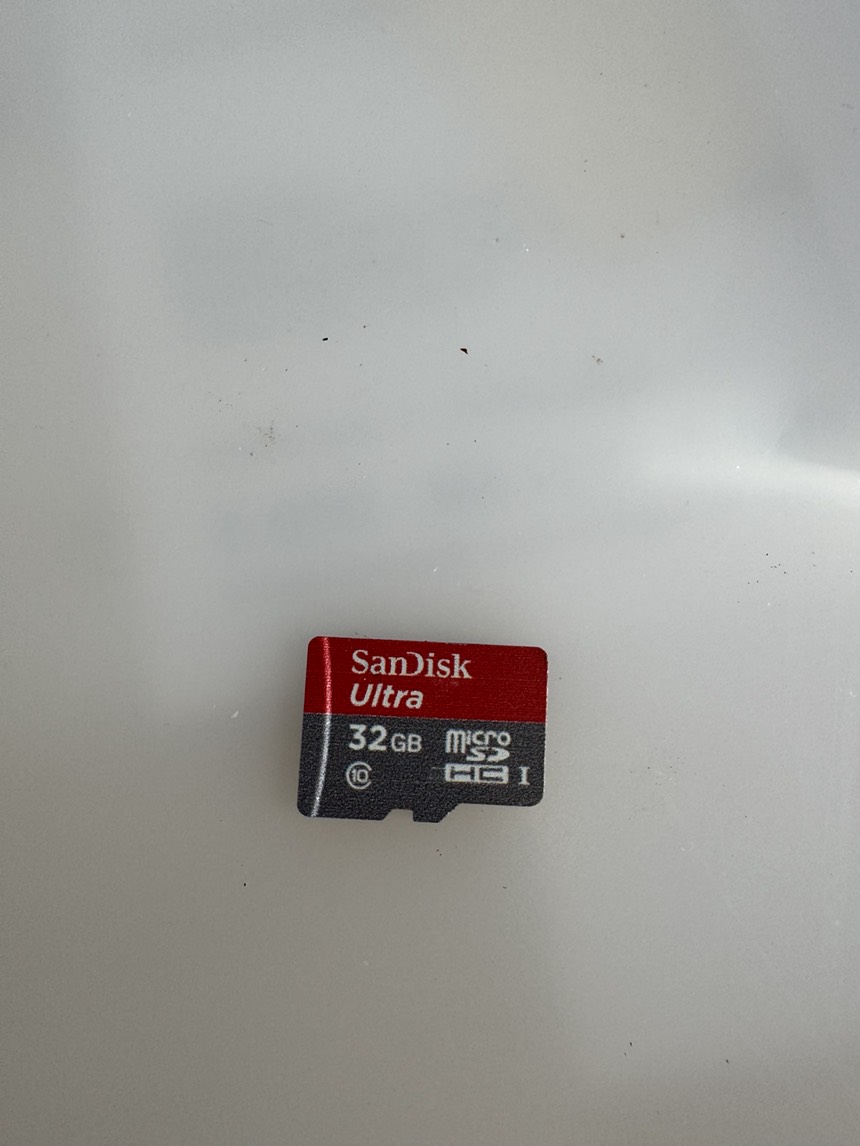 SanDisk
Ultra
32GB
micro
SD
HC I
10